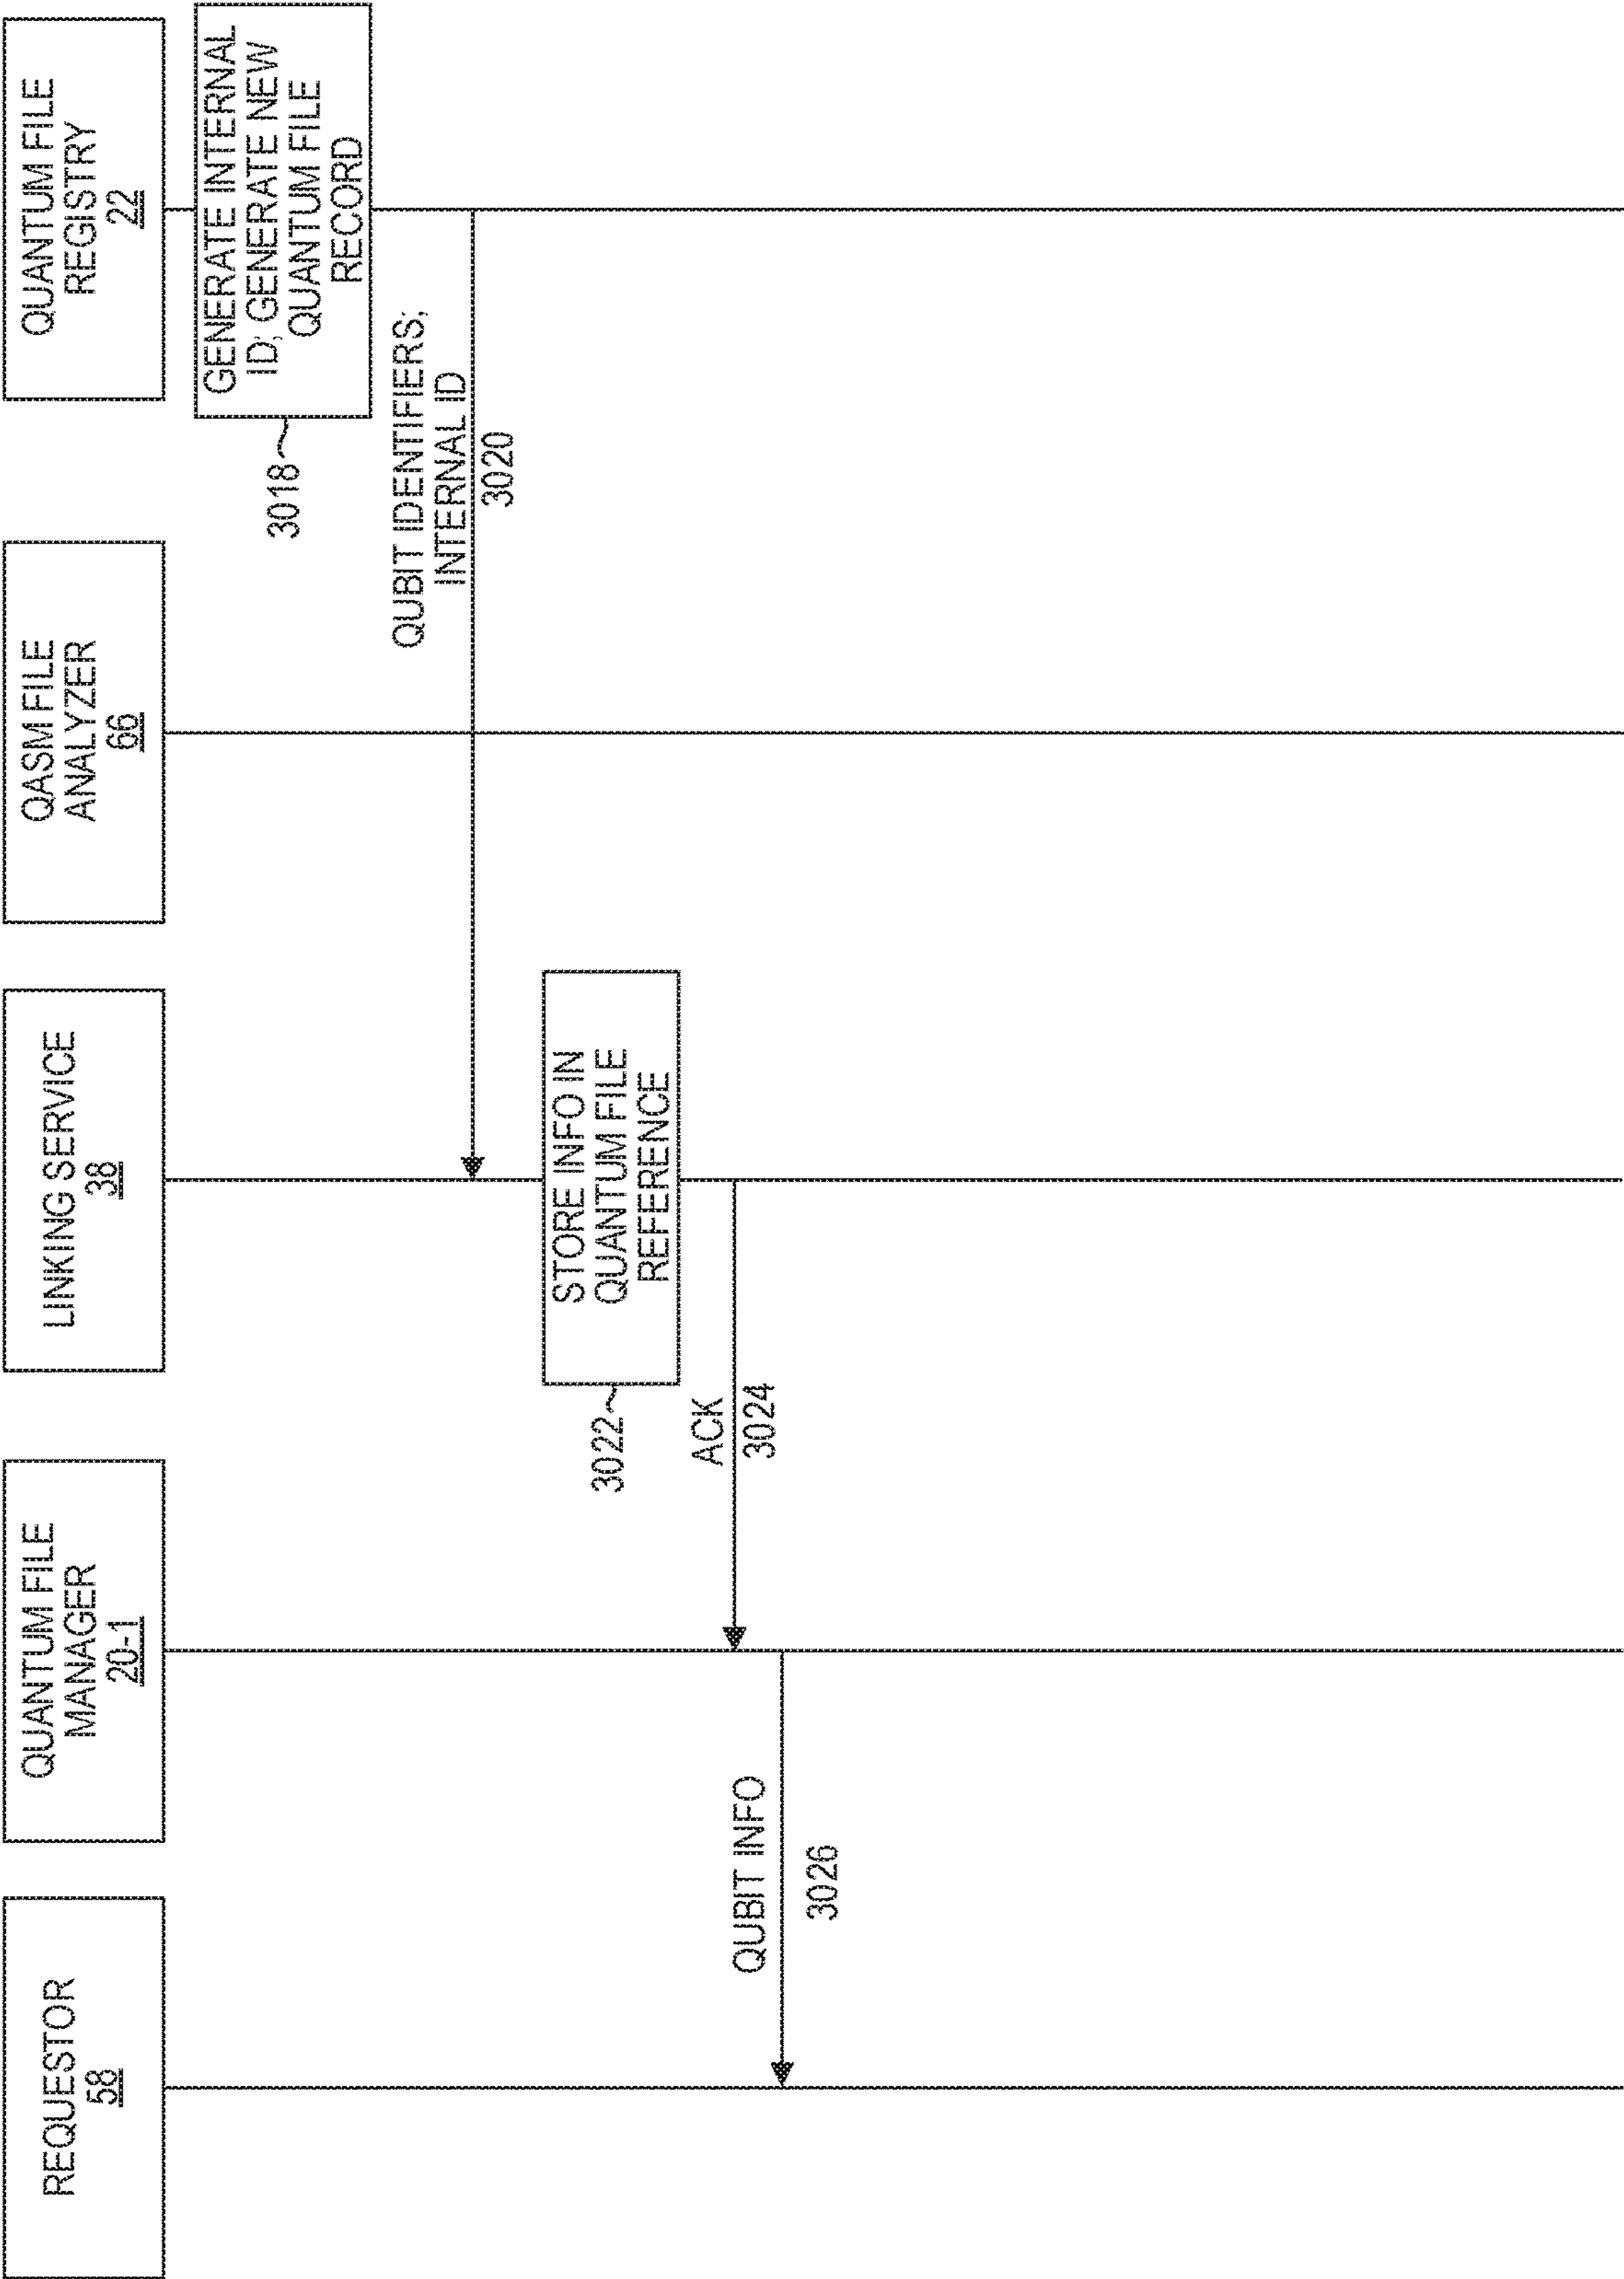 REQUESTOR
58
QUANTUM FILE
MANAGER
20-1
LINKING SERVICE
38
QASM FILE
ANALYZER
66
QUANTUM FILE
REGISTRY
22
GENERATE INTERNAL
ID; GENERATE NEW
QUANTUM FILE
RECORD
3018
QUBIT IDENTIFIERS;
INTERNAL ID
3020
STORE INFO IN
QUANTUM FILE
REFERENCE
3022
ACK
3024
QUBIT INFO
3026